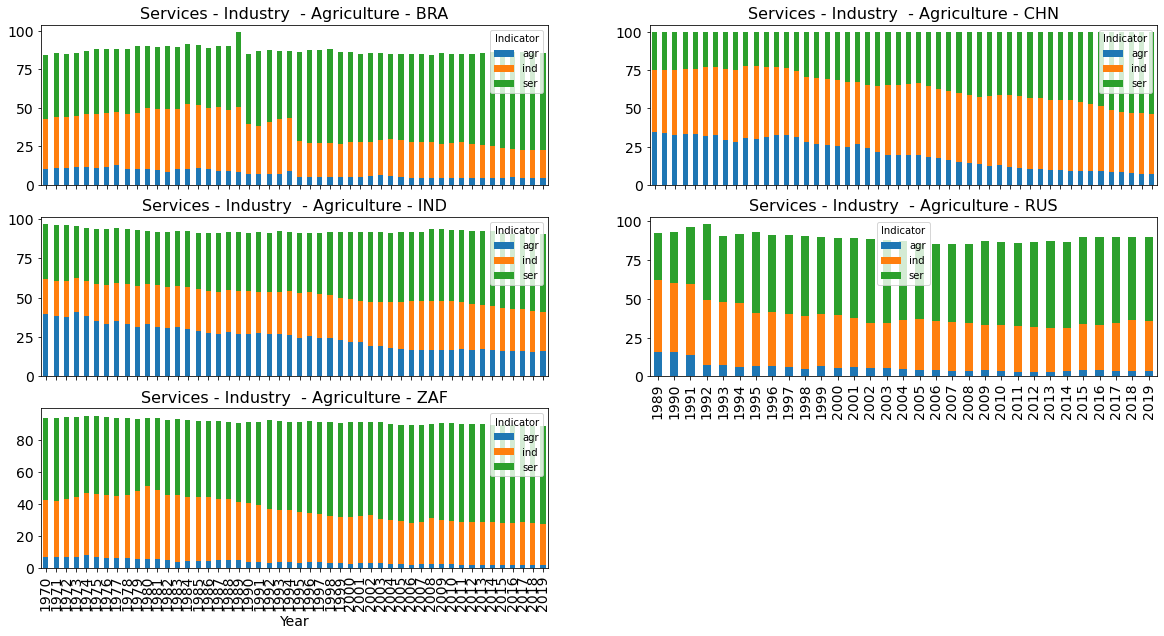 Services - Industry  - Agriculture - BRA
100
75
50
25
0
Indicator
agr
ind
ser
Services - Industry  - Agriculture - CHN
100
75
50
25
0
Indicator
agr
ind
ser
Services - Industry  - Agriculture - IND
75
50
25
0
Indicator
agr
ind
ser
Services - Industry  - Agriculture - RUS
100
75
50
25
0
Indicator
agr
ind
ser
1989 1990 1991 1992 1993 1994 1995 1996 1997 1998 1999 2000 2001 2002 2003 2004 2005 2006 2007 2008 2009 2010 2011 2012 2013 2014 2015 2016 2017 2018 2019
Services - Industry  - Agriculture - ZAF
80
60
40
20
0
Indicator
agr
ind
ser
1970 1971 1972 1973 1974 1975 1976 1977 1978 1979 1980 1981 1982 1983 1984 1985 1986 1987 1988 1989 1990 1991 1992 1993 1994 1995 1996 1997 1998 1999 2000 2001 2002 2003 2004 2005 2006 2007 2008 2009 2010 2011 2012 2013 2014 2015 2016 2017 2018 2019
Year